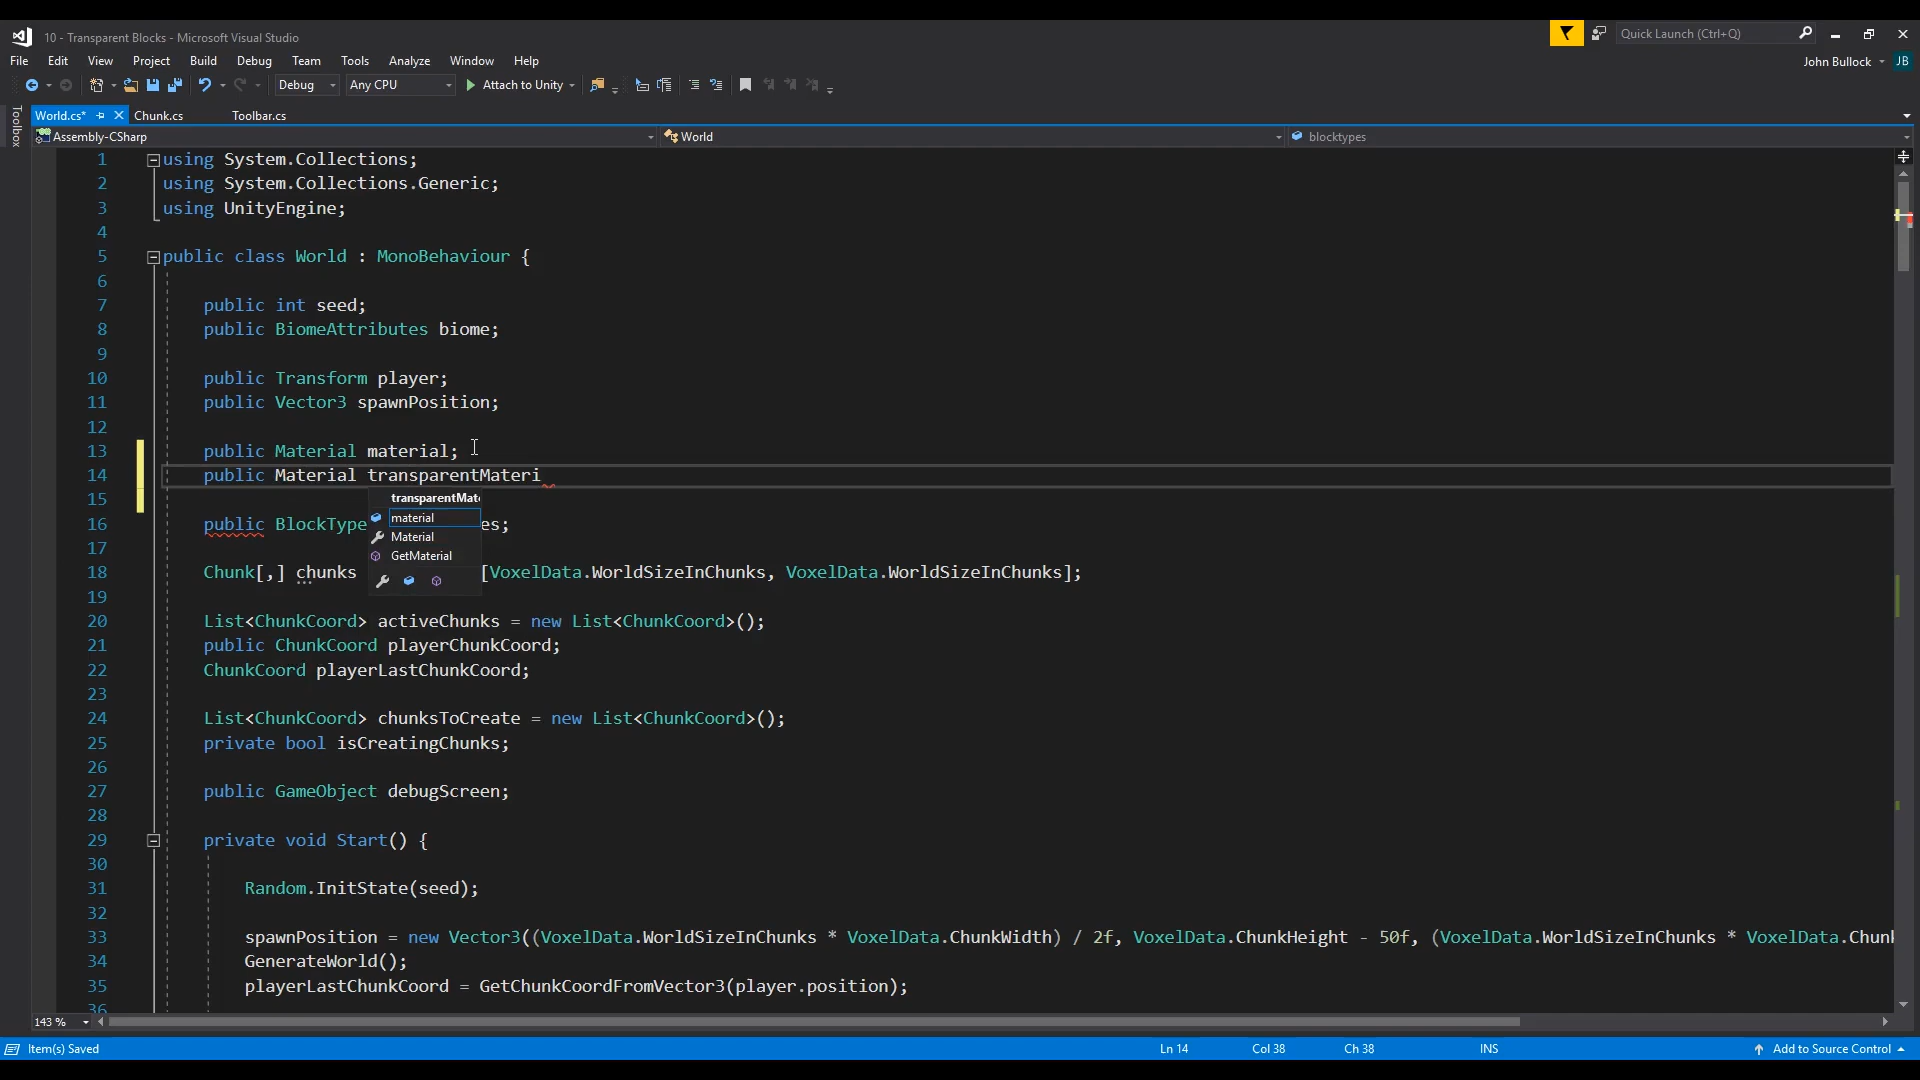 10 - Transparent Blocks - Microsoft Visual Studio
Quick Launch (Ctrl+Q)
File Edit View Project Build Debug Team Tools Analyze Window Help
John Bullock JB
Debug Any CPU Attach to Unity
Toolbox
World.cs* Chunk.cs Toolbar.cs
Assembly-CSharp World blocktypes
1 using System.Collections;
2 using System.Collections.Generic;
3 using UnityEngine;
4
5 public class World : MonoBehaviour {
6
7 public int seed;
8 public BiomeAttributes biome;
9
10 public Transform player;
11 public Vector3 spawnPosition;
12
13 public Material material;
14 public Material transparentMateri
15
transparentMat
material
16 public BlockType es;
Material
17
GetMaterial
18 Chunk[,] chunks [VoxelData.WorldSizeInChunks, VoxelData.WorldSizeInChunks];
19
20 List<ChunkCoord> activeChunks = new List<ChunkCoord>();
21 public ChunkCoord playerChunkCoord;
22 ChunkCoord playerLastChunkCoord;
23
24 List<ChunkCoord> chunksToCreate = new List<ChunkCoord>();
25 private bool isCreatingChunks;
26
27 public GameObject debugScreen;
28
29 private void Start() {
30
31 Random.InitState(seed);
32
33 spawnPosition = new Vector3((VoxelData.WorldSizeInChunks * VoxelData.ChunkWidth) / 2f, VoxelData.ChunkHeight - 50f, (VoxelData.WorldSizeInChunks * VoxelData.Chunk
34 GenerateWorld();
35 playerLastChunkCoord = GetChunkCoordFromVector3(player.position);
36
143 %
Item(s) Saved Ln 14 Col 38 Ch 38 INS Add to Source Control